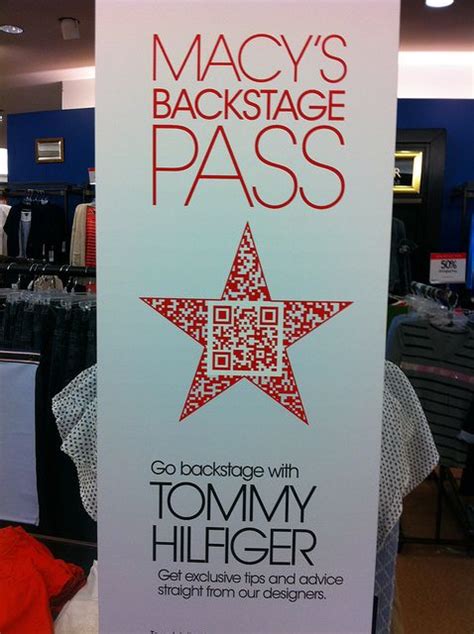 MACY'S
BACKSTAGE
PASS
50%
Go backstage with
TOMMY
HILFIGER
Get exclusive tips and advice
straight from our designers.